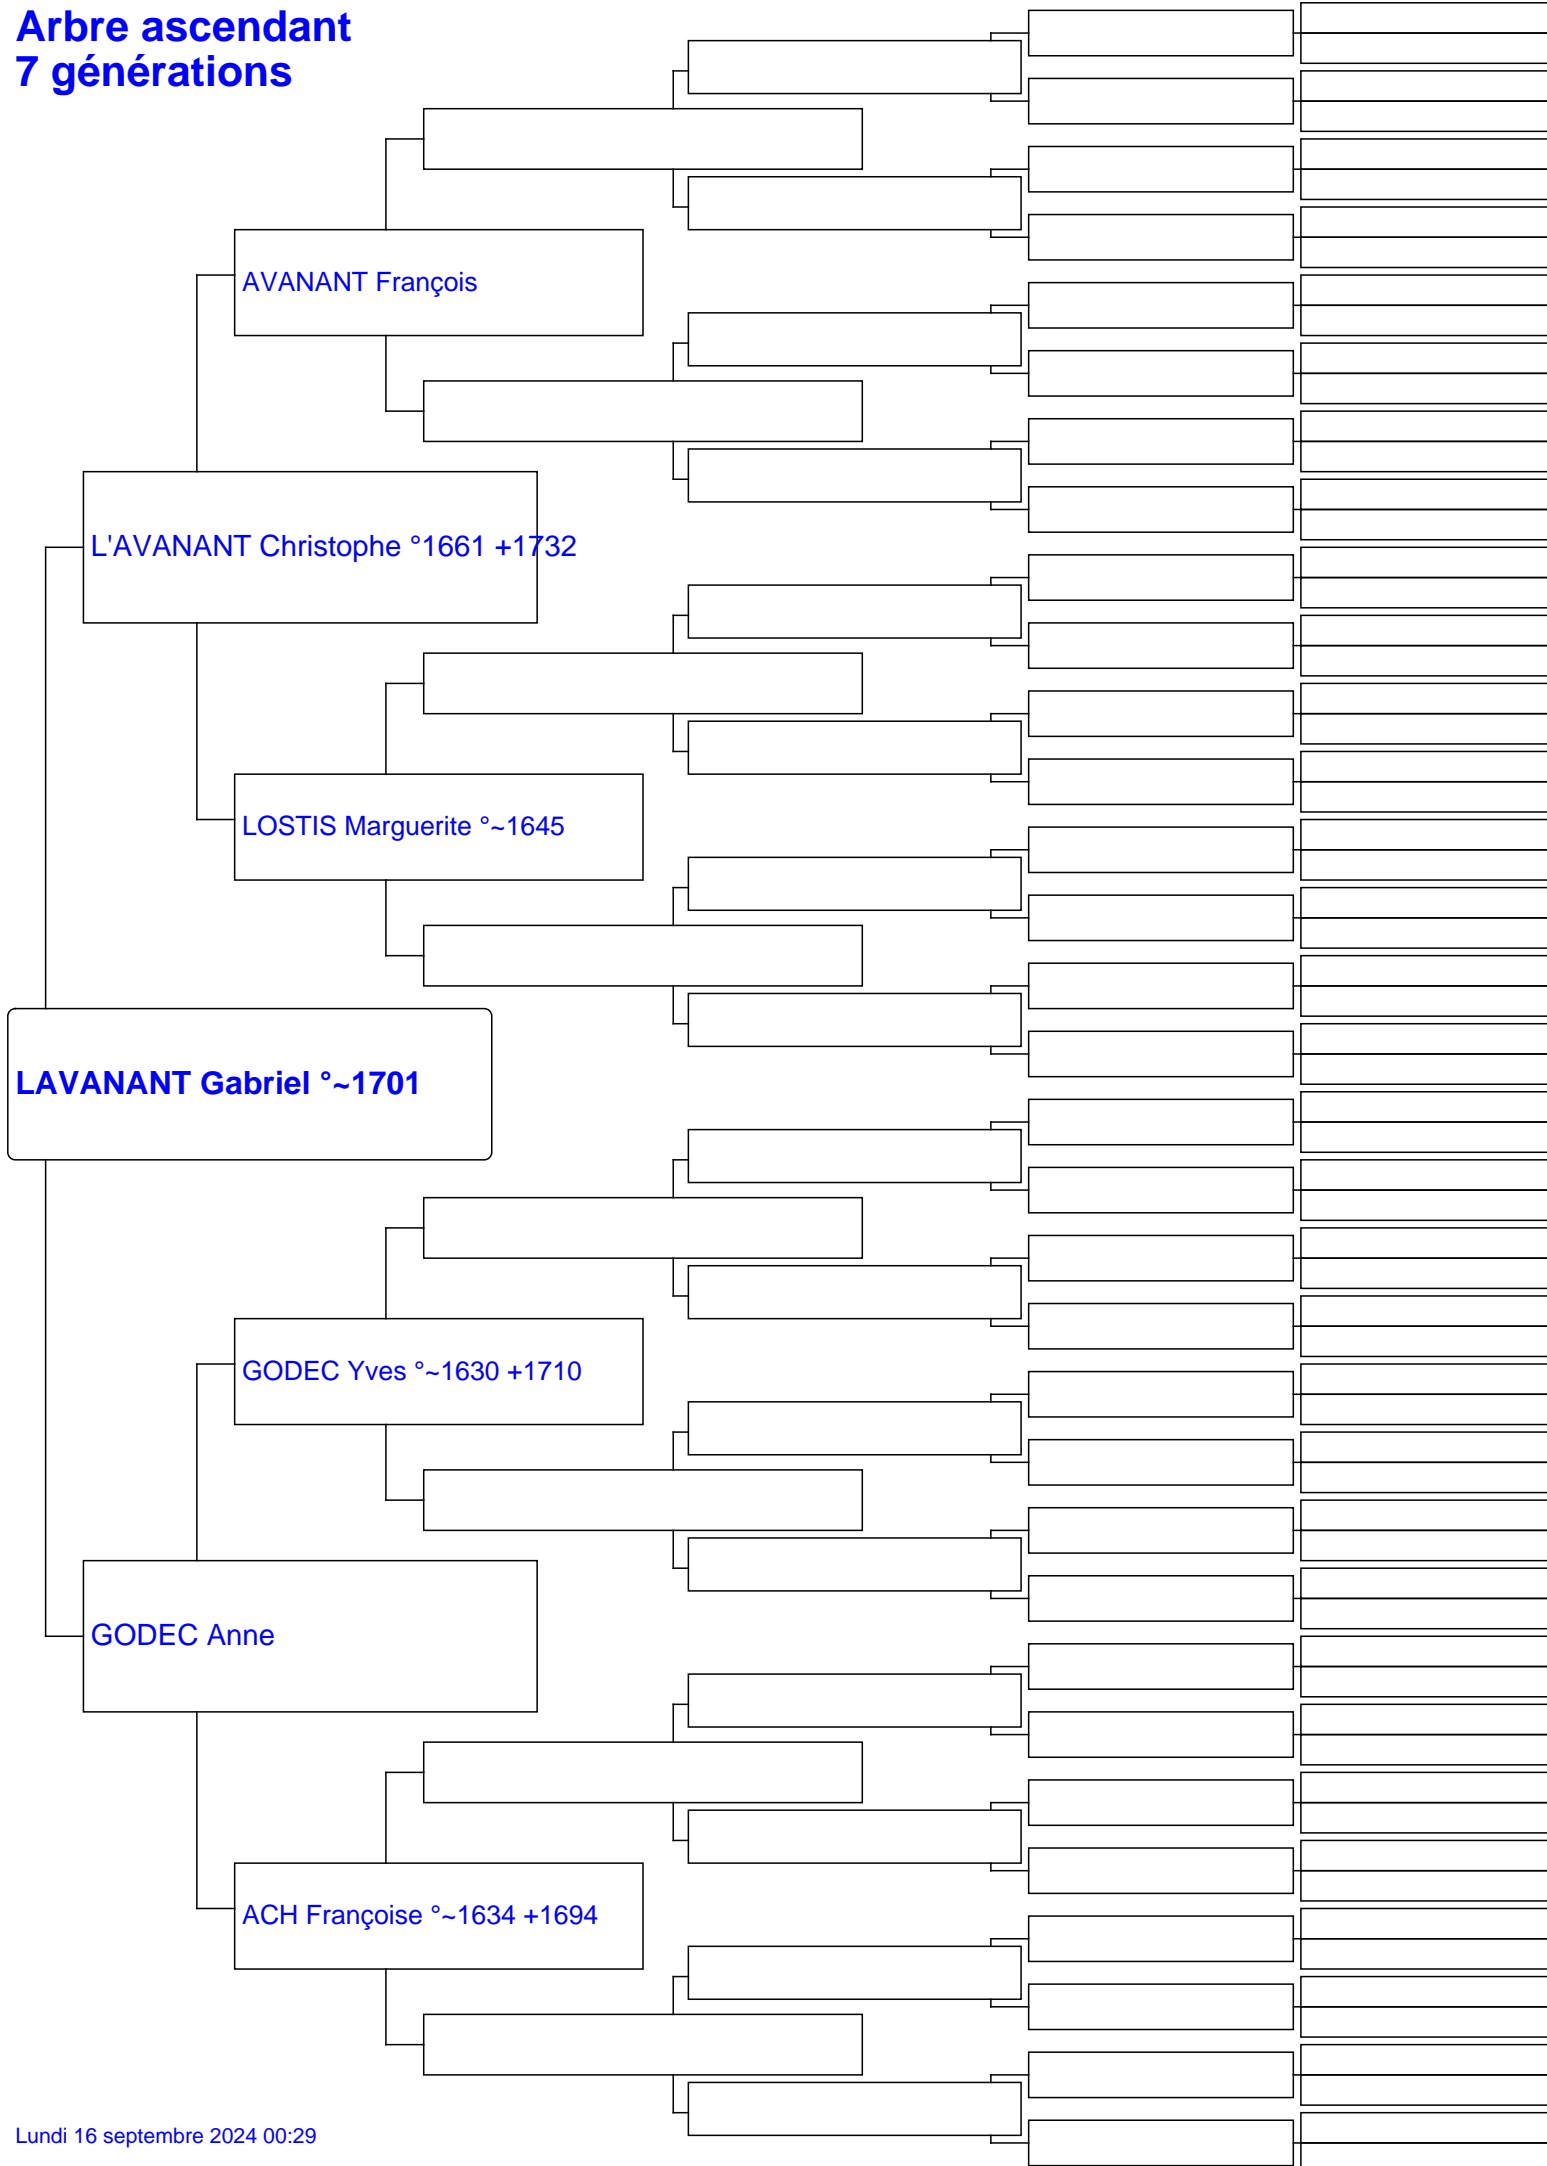 Arbre ascendant
7 générations
AVANANT François
L'AVANANT Christophe °1661 +1732
LOSTIS Marguerite °~1645
LAVANANT Gabriel °~1701
GODEC Yves °~1630 +1710
GODEC Anne
ACH Françoise °~1634 +1694
Lundi 16 septembre 2024 00:29